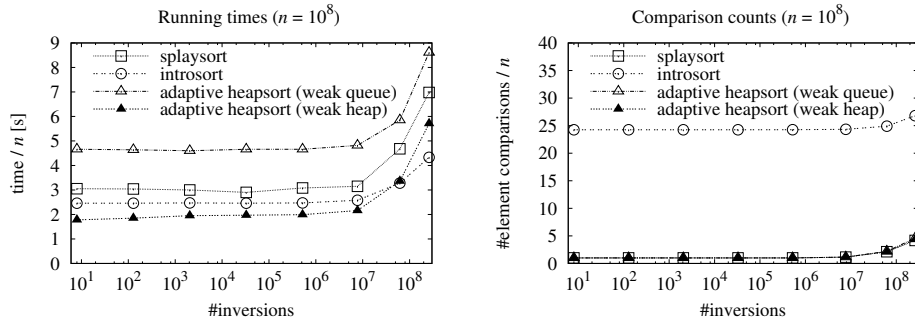 Running times (n = 10^8)
9
8
7
6
5
4
3
2
1
0
time / n [s]
splaysort
introsort
adaptive heapsort (weak queue)
adaptive heapsort (weak heap)
10^1 10^2 10^3 10^4 10^5 10^6 10^7 10^8
#inversions
Comparison counts (n = 10^8)
40
35
30
25
20
15
10
5
0
#element comparisons / n
splaysort
introsort
adaptive heapsort (weak queue)
adaptive heapsort (weak heap)
10^1 10^2 10^3 10^4 10^5 10^6 10^7 10^8
#inversions